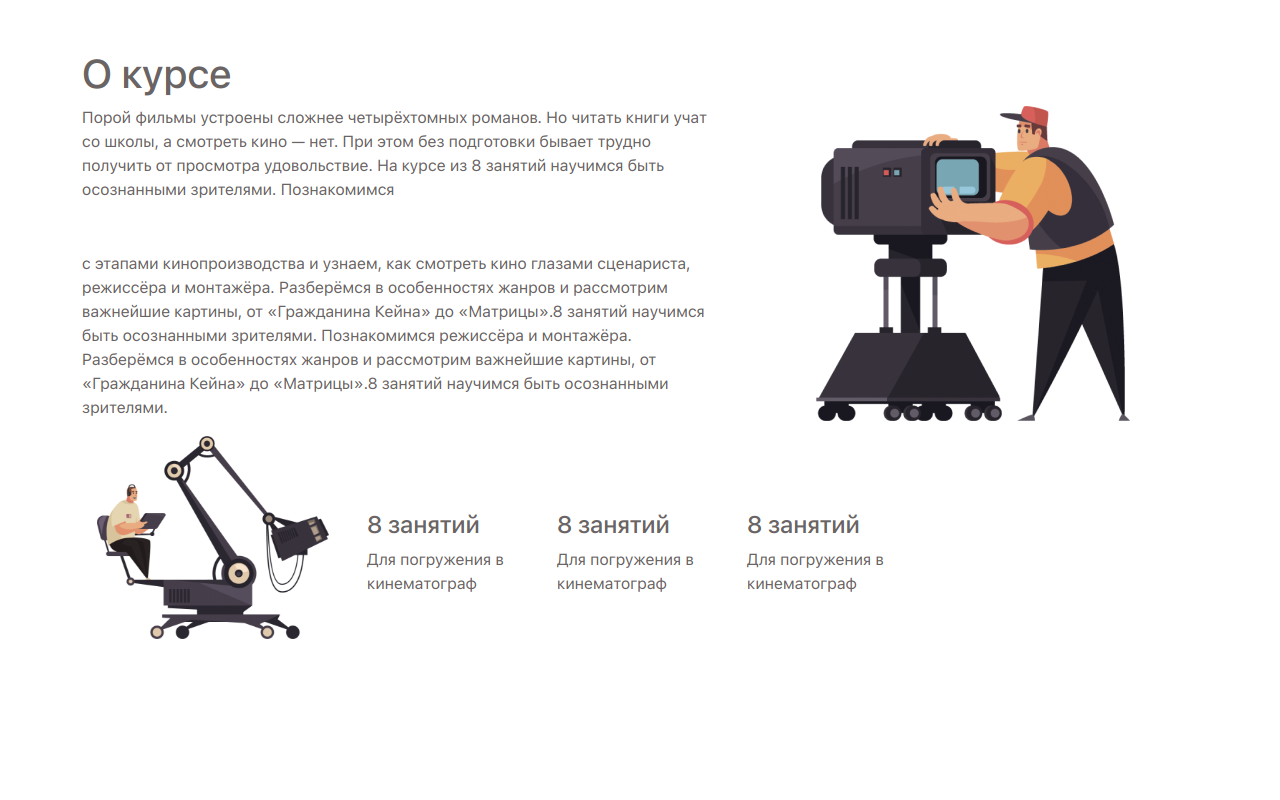 О курсе
Порой фильмы устроены сложнее четырёхтомных романов. Но читать книги учат
со школы, а смотреть кино — нет. При этом без подготовки бывает трудно
получить от просмотра удовольствие. На курсе из 8 занятий научимся быть
осознанными зрителями. Познакомимся
с этапами кинопроизводства и узнаем, как смотреть кино глазами сценариста,
режиссёра и монтажёра. Разберёмся в особенностях жанров и рассмотрим
важнейшие картины, от «Гражданина Кейна» до «Матрицы».8 занятий научимся
быть осознанными зрителями. Познакомимся режиссёра и монтажёра.
Разберёмся в особенностях жанров и рассмотрим важнейшие картины, от
«Гражданина Кейна» до «Матрицы».8 занятий научимся быть осознанными
зрителями.
8 занятий
Для погружения в
кинематограф
8 занятий
Для погружения в
кинематограф
8 занятий
Для погружения в
кинематограф